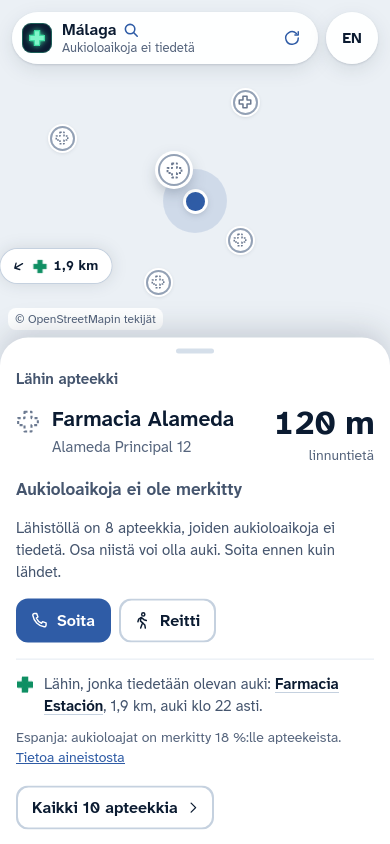 Málaga
Aukioloaikoja ei tiedetä
EN
1,9 km
© OpenStreetMapin tekijät
Lähin apteekki
Farmacia Alameda
120 m
Alameda Principal 12
linnuntietä
Aukioloaikoja ei ole merkitty
Lähistöllä on 8 apteekkia, joiden aukioloaikoja ei
tiedetä. Osa niistä voi olla auki. Soita ennen kuin
lähdet.
Soita
Reitti
Lähin, jonka tiedetään olevan auki: Farmacia
Estación, 1,9 km, auki klo 22 asti.
Espanja: aukioloajat on merkitty 18 %:lle apteekeista.
Tietoa aineistosta
Kaikki 10 apteekkia